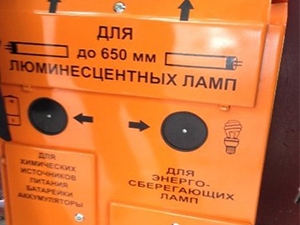 ДЛЯ
до 650 мм
ЛЮМИНЕСЦЕНТНЫХ ЛАМП
ДЛЯ
ХИМИЧЕСКИХ
ИСТОЧНИКОВ
ПИТАНИЯ
БАТАРЕЙКИ
АККУМУЛЯТОРЫ
ДЛЯ
ЭНЕРГО-
СБЕРЕГАЮЩИХ
ЛАМП